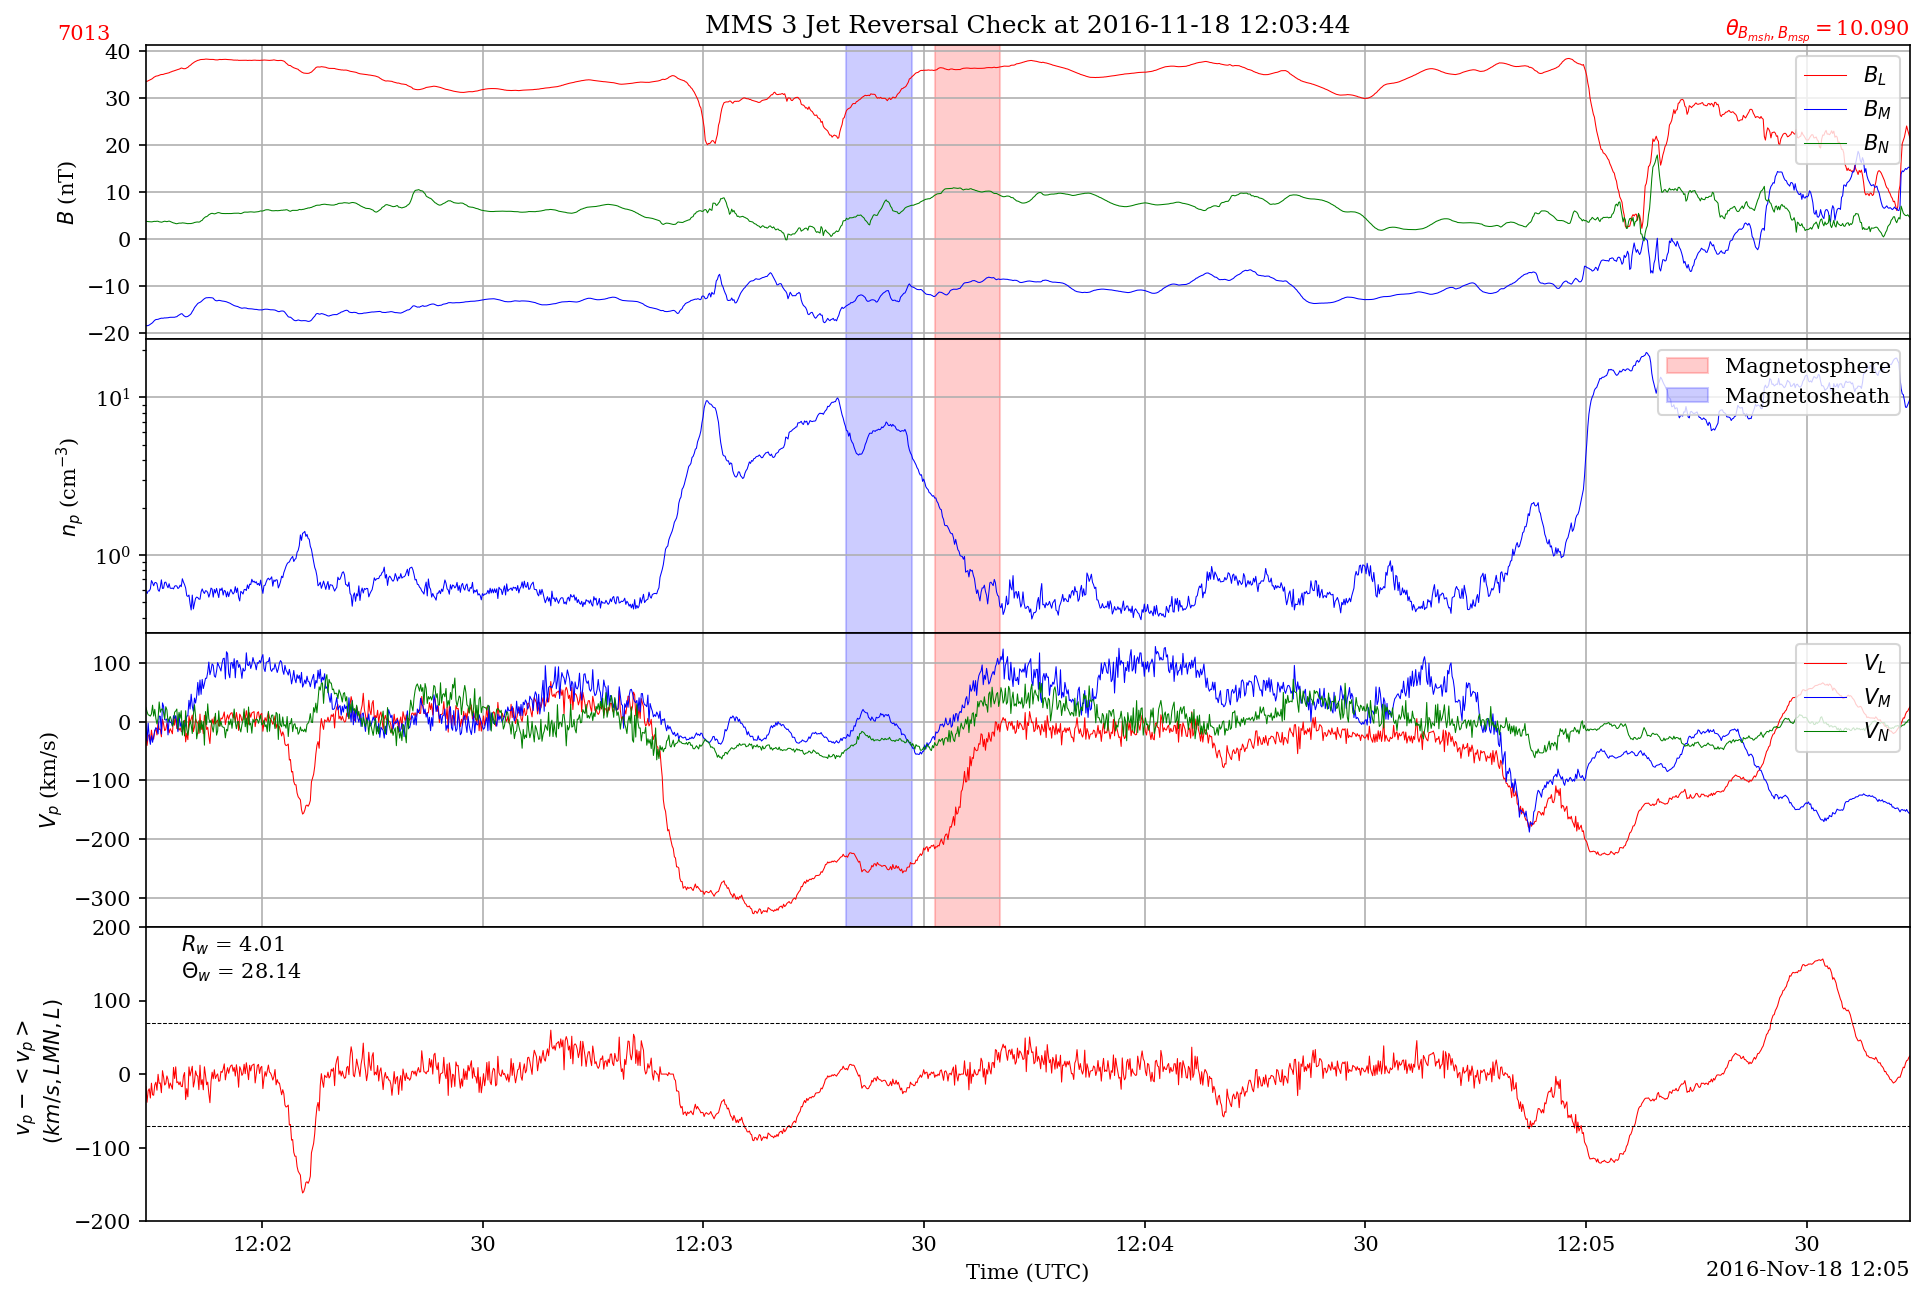 MMS 3 Jet Reversal Check at 2016-11-18 12:03:44
7013
θ_{B_{msh}, B_{msp}} = 10.090
40
30
20
10
0
−10
−20
B (nT)
B_L
B_M
B_N
10^1
10^0
n_p (cm^{−3})
Magnetosphere
Magnetosheath
100
0
−100
−200
−300
V_p (km/s)
V_L
V_M
V_N
200
100
0
−100
−200
v_p − < v_p >
(km/s, LMN, L)
R_w = 4.01
Θ_w = 28.14
12:02
30
12:03
30
12:04
30
12:05
30
Time (UTC)
2016-Nov-18 12:05